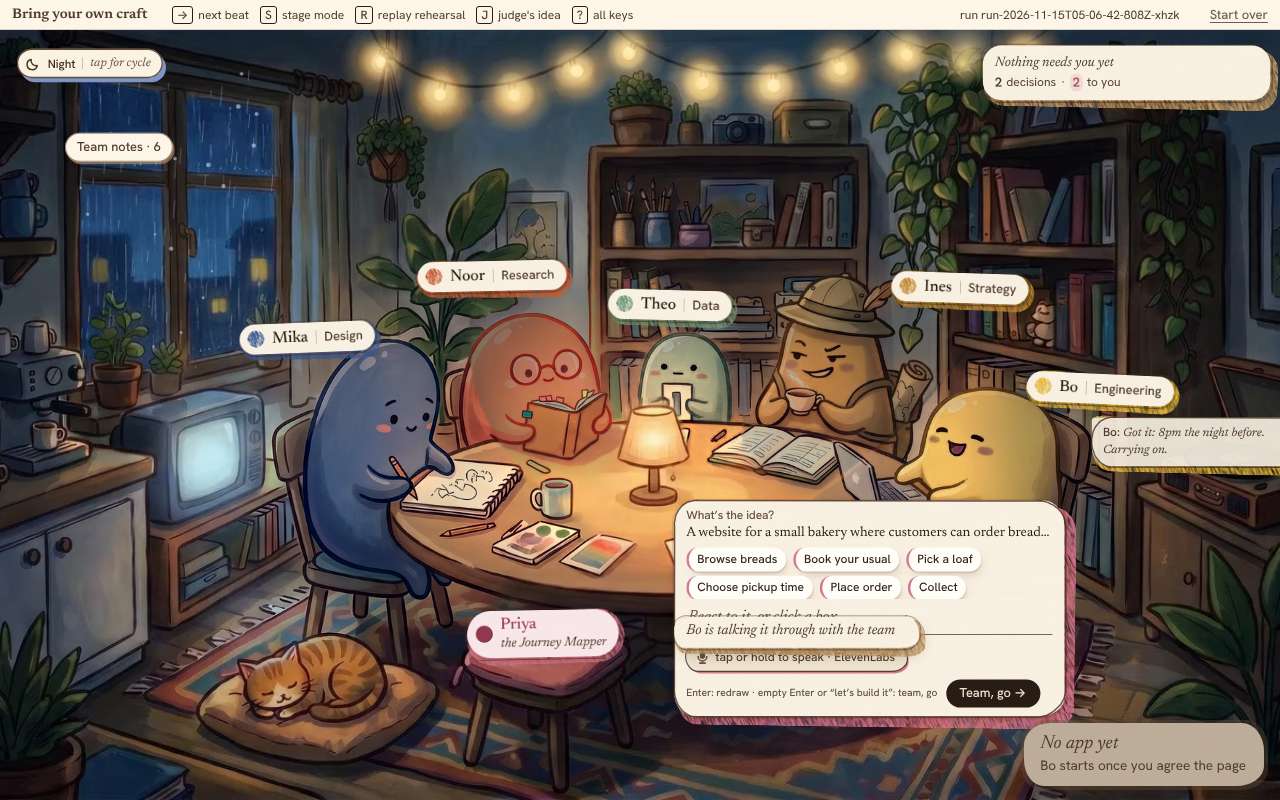 Bring your own craft
→ next beat
S stage mode
R replay rehearsal
J judge's idea
? all keys
run run-2026-11-15T05-06-42-808Z-xhzk
Start over
Night | tap for cycle
Nothing needs you yet
2 decisions · 2 to you
Team notes · 6
Noor | Research
Theo | Data
Ines | Strategy
Mika | Design
Bo | Engineering
Bo: Got it: 8pm the night before.
Carrying on.
What's the idea?
A website for a small bakery where customers can order bread...
Browse breads
Book your usual
Pick a loaf
Choose pickup time
Place order
Collect
React to it, or click a box
Bo is talking it through with the team
tap or hold to speak · ElevenLabs
Enter: redraw · empty Enter or “let's build it”: team, go
Team, go →
Priya
the Journey Mapper
No app yet
Bo starts once you agree the page